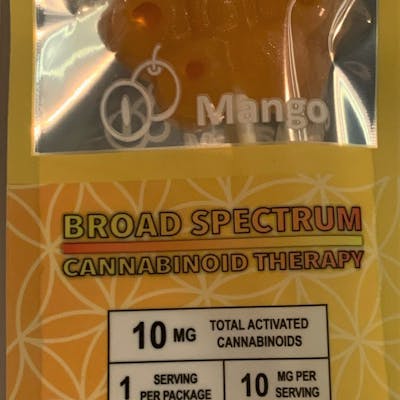 Mango
BROAD SPECTRUM
CANNABINOID THERAPY
10 MG
TOTAL ACTIVATED
CANNABINOIDS
1
SERVING
PER PACKAGE
10
MG PER
SERVING